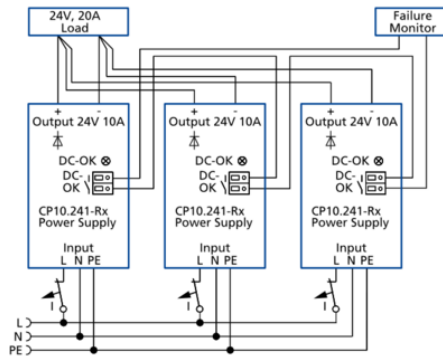 24V, 20A
Load
Failure
Monitor
+ -
Output 24V 10A
DC-OK
DC-
OK
CP10.241-Rx
Power Supply
Input
L N PE
I
+ -
Output 24V 10A
DC-OK
DC-
OK
CP10.241-Rx
Power Supply
Input
L N PE
I
+ -
Output 24V 10A
DC-OK
DC-
OK
CP10.241-Rx
Power Supply
Input
L N PE
I
L
N
PE